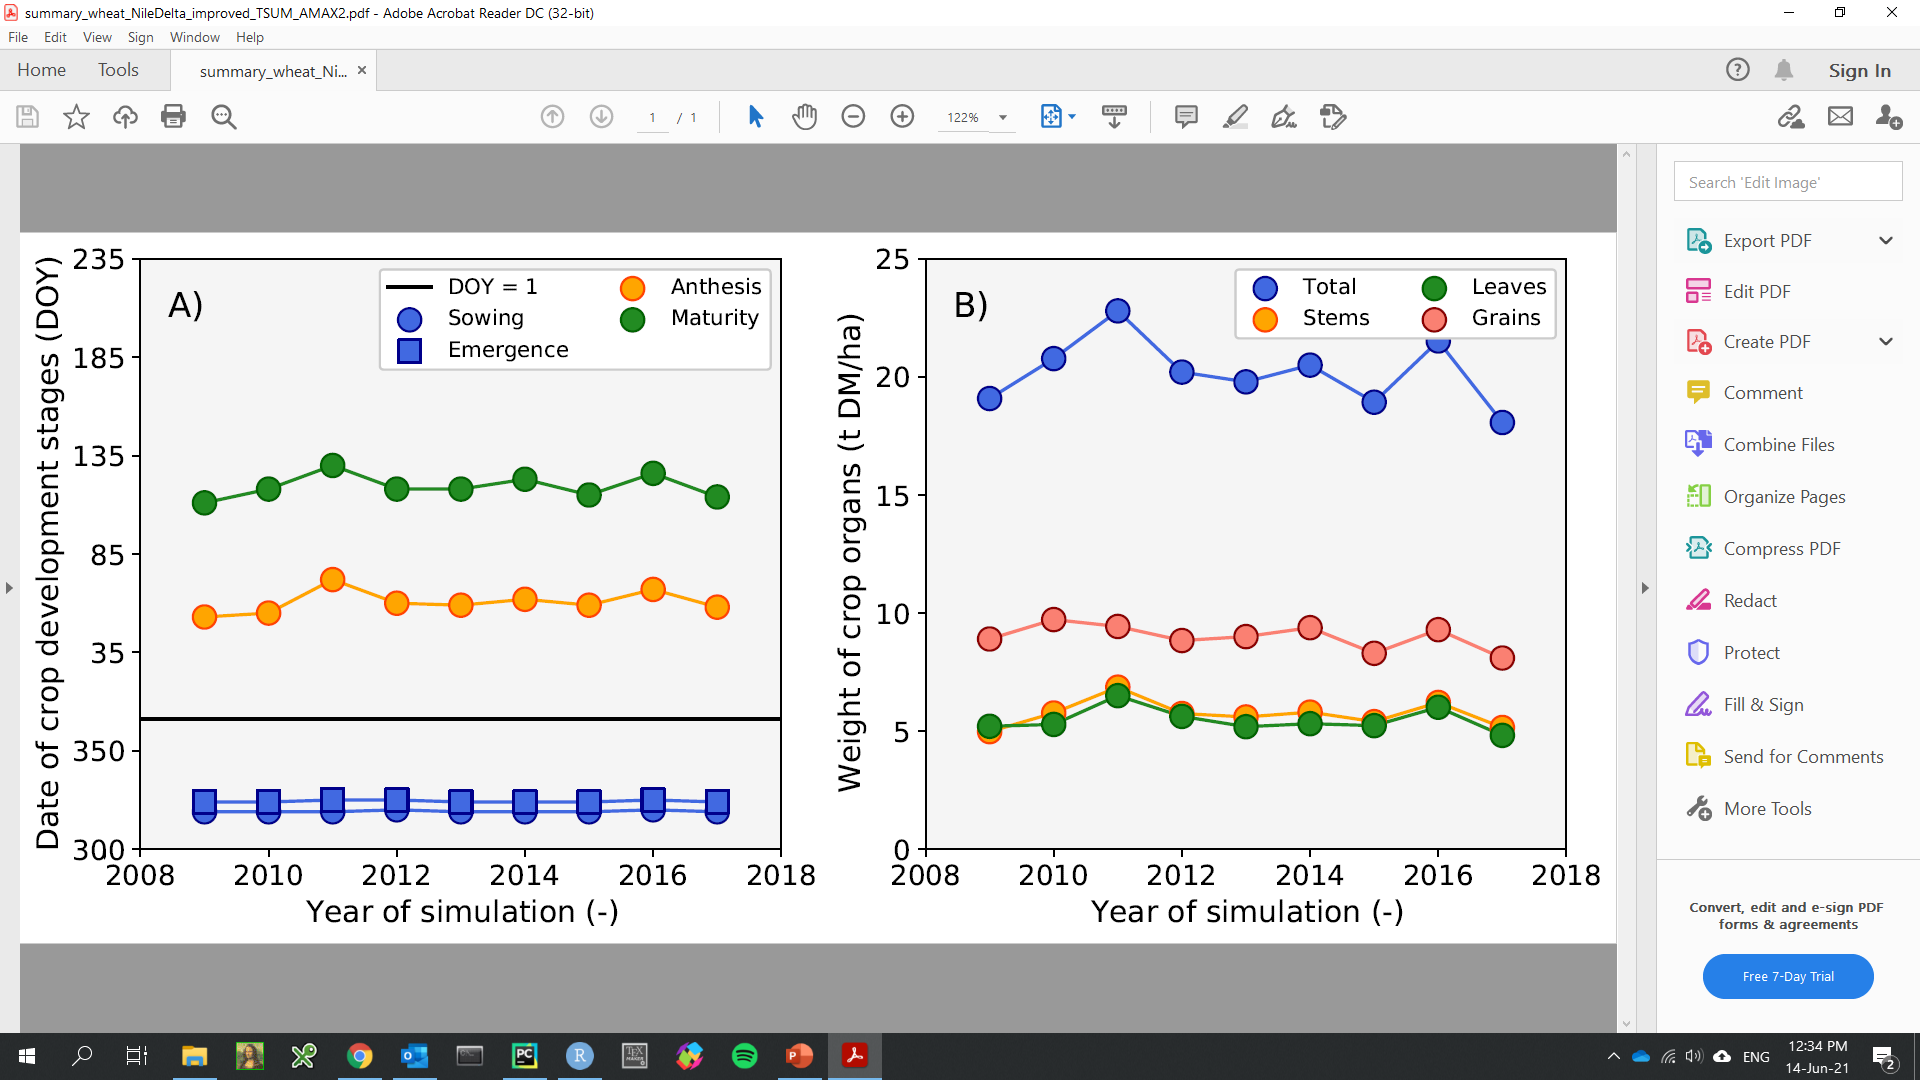 summary_wheat_NileDelta_improved_TSUM_AMAX2.pdf - Adobe Acrobat Reader DC (32-bit)
File Edit View Sign Window Help
Home Tools summary_wheat_Ni... × Sign In
1 / 1 122%
Search 'Edit Image'
Export PDF
Edit PDF
Create PDF
Comment
Combine Files
Organize Pages
Compress PDF
Redact
Protect
Fill & Sign
Send for Comments
More Tools
Convert, edit and e-sign PDF
forms & agreements
Free 7-Day Trial
Date of crop development stages (DOY)
235
185
135
85
35
350
300
A)
DOY = 1
Sowing
Emergence
Anthesis
Maturity
2008 2010 2012 2014 2016 2018
Year of simulation (-)
Weight of crop organs (t DM/ha)
25
20
15
10
5
0
B)
Total
Stems
Leaves
Grains
2008 2010 2012 2014 2016 2018
Year of simulation (-)
PC
R
TEX
P
ENG
12:34 PM
14-Jun-21
2